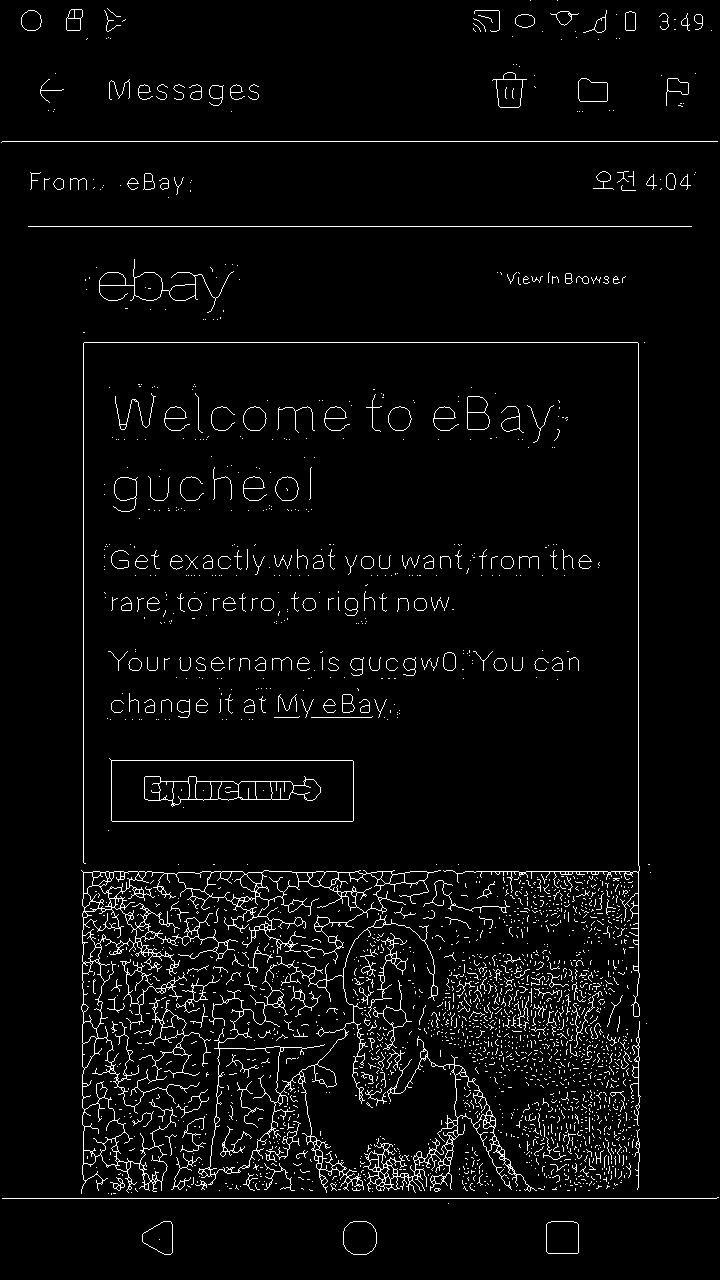 3:49
Messages
From: eBay
오전 4:04
ebay
View in Browser
Welcome to eBay,
gucheol
Get exactly what you want, from the
rare, to retro, to right now.
Your username is gucgw0. You can
change it at My eBay.
Explore now